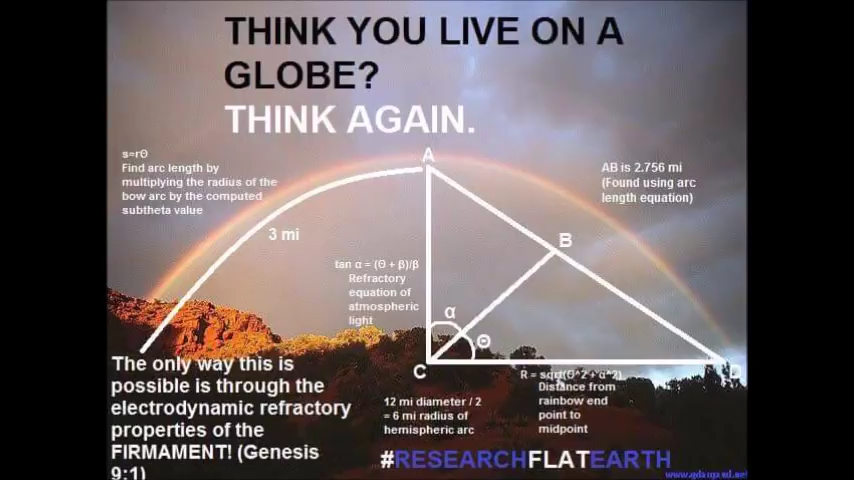 THINK YOU LIVE ON A
GLOBE?
THINK AGAIN.
s=rΘ
Find arc length by
multiplying the radius of the
bow arc by the computed
subtheta value
A
AB is 2.756 mi
(Found using arc
length equation)
3 mi
B
tan α = (Θ + β)/β
Refractory
equation of
atmospheric
light
α
Θ
C
D
The only way this is
possible is through the
electrodynamic refractory
properties of the
FIRMAMENT! (Genesis
9:1)
12 mi diameter / 2
= 6 mi radius of
hemispheric arc
R = sqrt(Θ^2 + α^2)
Distance from
rainbow end
point to
midpoint
#RESEARCHFLATEARTH